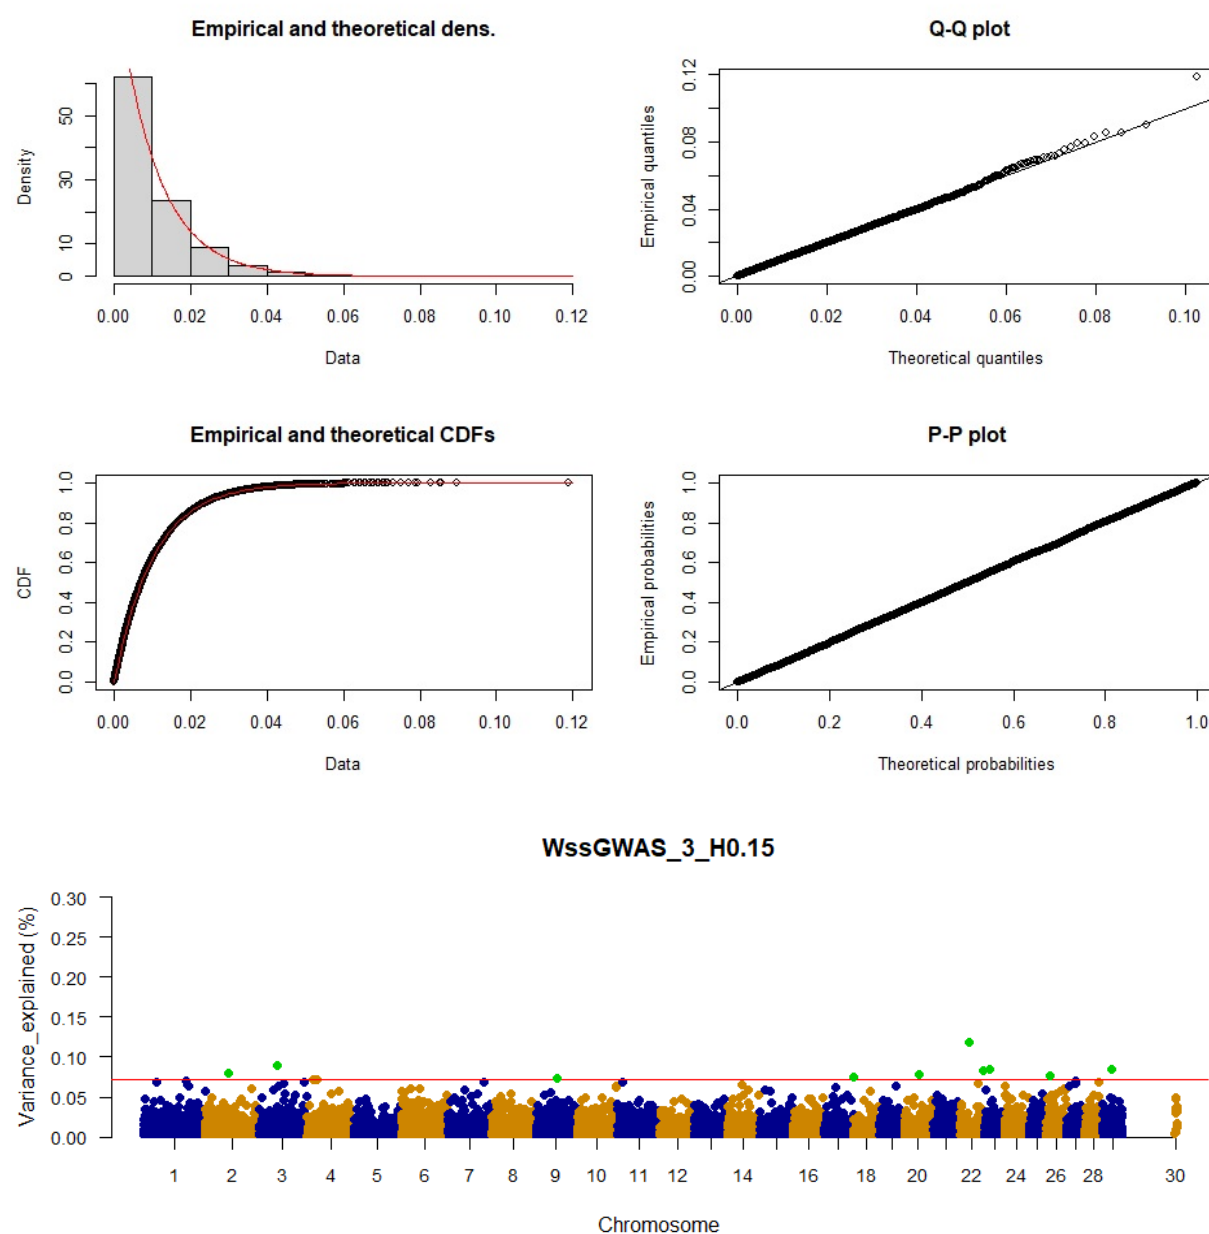 Empirical and theoretical dens.
Density
0 10 30 50
0.00 0.02 0.04 0.06 0.08 0.10 0.12
Data
Q-Q plot
Empirical quantiles
0.00 0.04 0.08 0.12
0.00 0.02 0.04 0.06 0.08 0.10
Theoretical quantiles
Empirical and theoretical CDFs
CDF
0.0 0.2 0.4 0.6 0.8 1.0
0.00 0.02 0.04 0.06 0.08 0.10 0.12
Data
P-P plot
Empirical probabilities
0.0 0.2 0.4 0.6 0.8 1.0
0.0 0.2 0.4 0.6 0.8 1.0
Theoretical probabilities
WssGWAS_3_H0.15
Variance_explained (%)
0.30
0.25
0.20
0.15
0.10
0.05
0.00
1 2 3 4 5 6 7 8 9 10 11 12 14 16 18 20 22 24 26 28 30
Chromosome